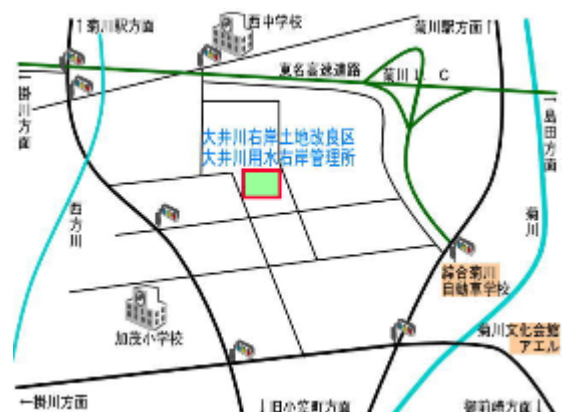 ↑菊川駅方面
西中学校
菊川駅方面↑
東名高速道路
菊川I.C
←掛川方面
→島田方面
大井川右岸土地改良区
大井川用水右岸管理所
西方川
菊川
総合菊川
自動車学校
加茂小学校
菊川文化会館
アエル
←掛川方面
↓旧小笠町方面
御前崎方面↓